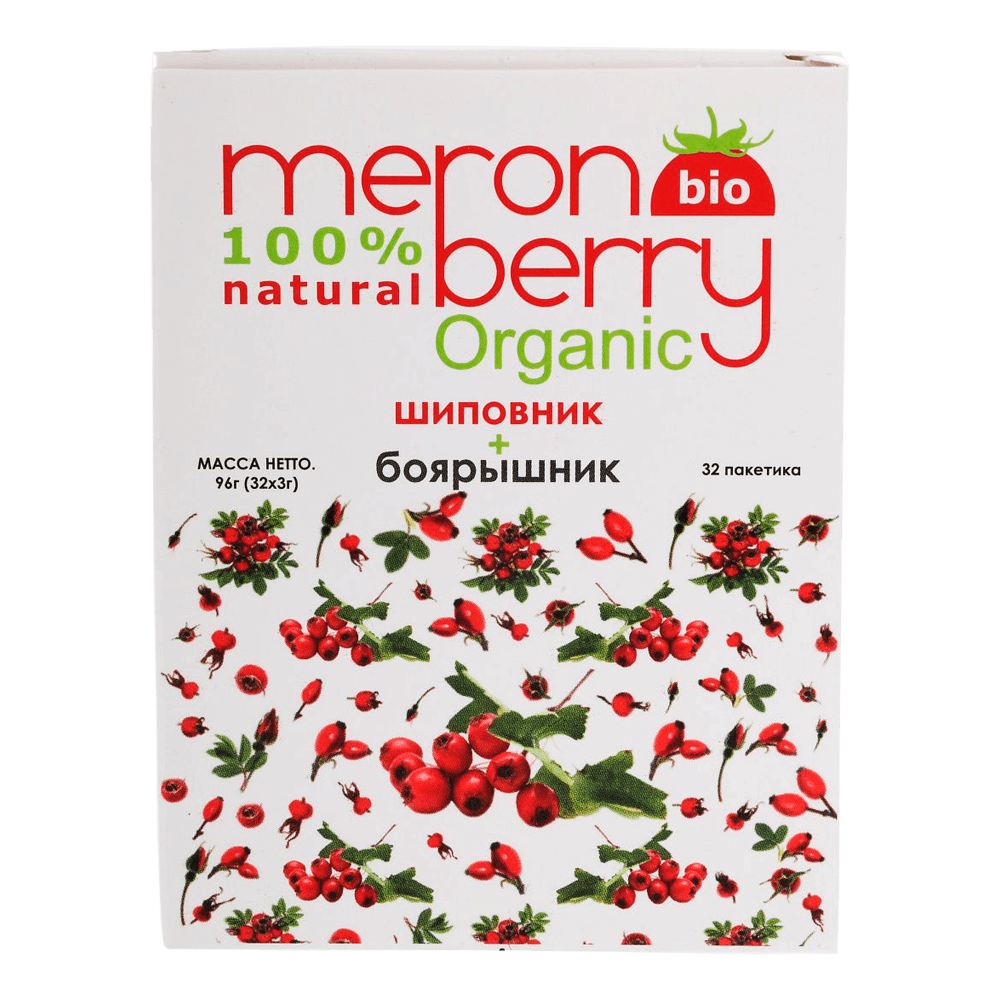 meron
bio
100%
natural
berry
Organic
шиповник
+
боярышник
МАССА НЕТТО.
96г (32х3г)
32 пакетика